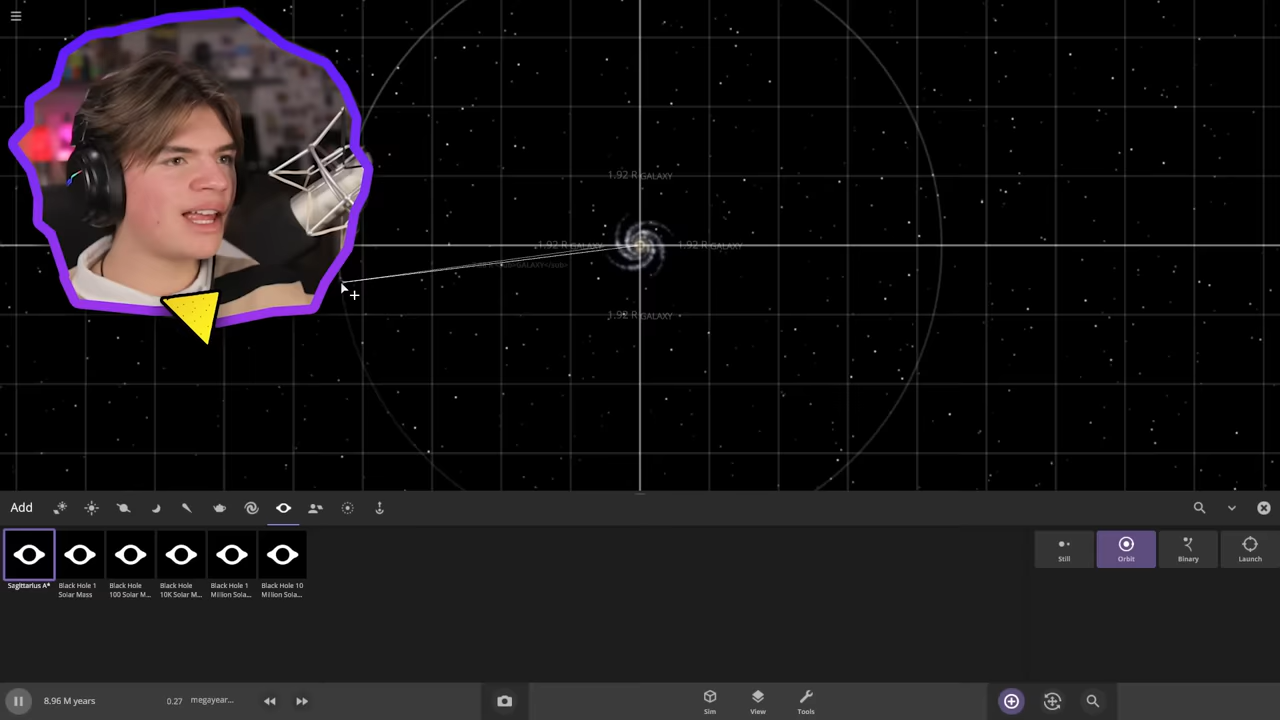 1.92 R GALAXY
1.92 R GALAXY
1.92 R GALAXY
1.92 R GALAXY
Add
Still
Orbit
Binary
Launch
Sagittarius A*
Black Hole 1
Solar Mass
Black Hole
100 Solar M...
Black Hole
10K Solar M...
Black Hole 1
Million Sola...
Black Hole 10
Million Sola...
8.96 M years
0.27
megayear...
Sim
View
Tools